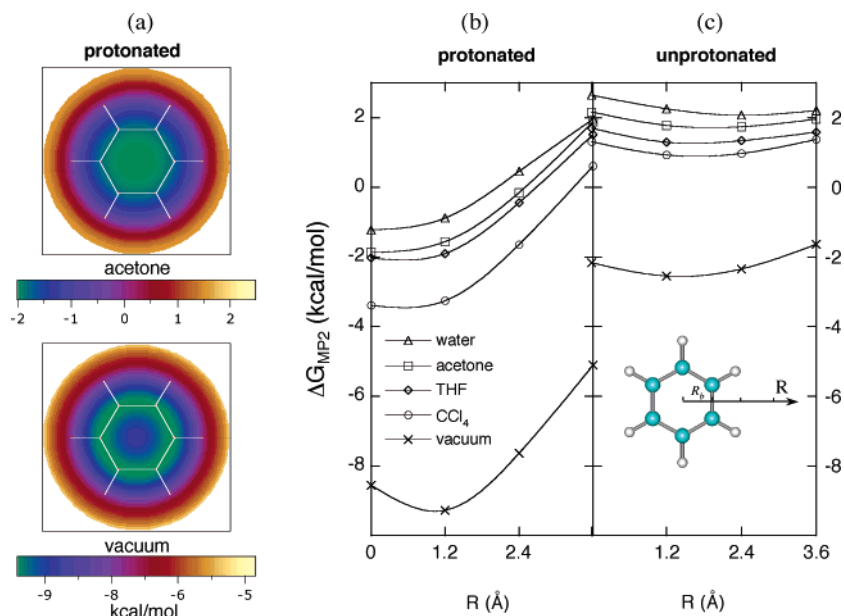 (a)
protonated
acetone
-2 -1 0 1 2
vacuum
-9 -8 -7 -6 -5
kcal/mol
(b) (c)
protonated unprotonated
ΔG_MP2 (kcal/mol)
2
0
-2
-4
-6
-8
water
acetone
THF
CCl4
vacuum
0 1.2 2.4
R (Å)
R_b
R
2
0
-2
-4
-6
-8
1.2 2.4 3.6
R (Å)